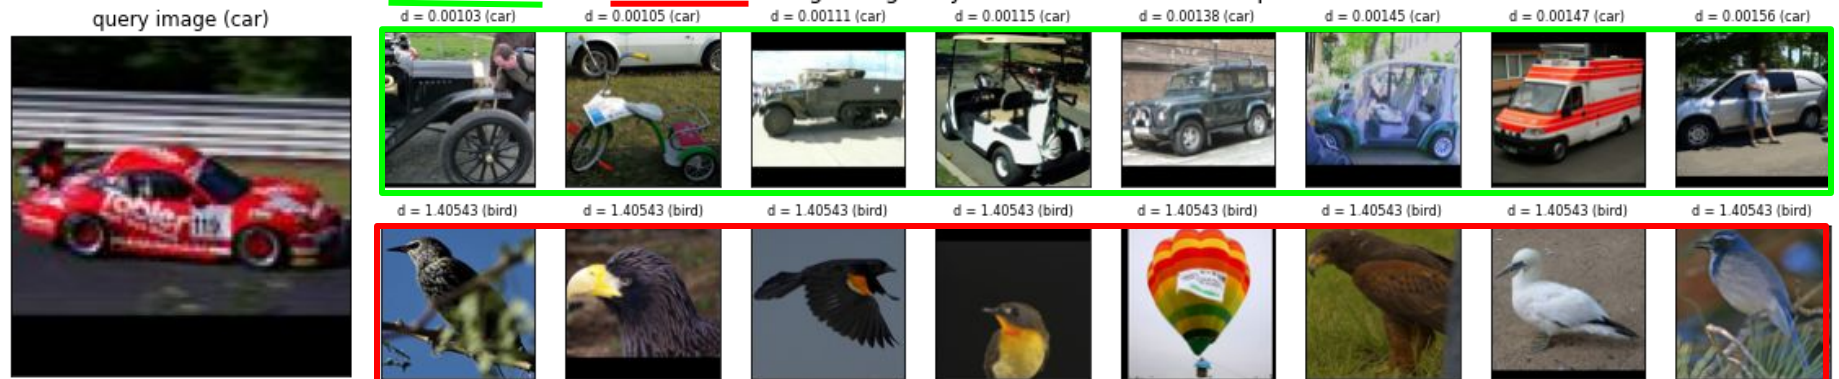 query image (car)
d = 0.00103 (car) d = 0.00105 (car) d = 0.00111 (car) d = 0.00115 (car) d = 0.00138 (car) d = 0.00145 (car) d = 0.00147 (car) d = 0.00156 (car)
d = 1.40543 (bird) d = 1.40543 (bird) d = 1.40543 (bird) d = 1.40543 (bird) d = 1.40543 (bird) d = 1.40543 (bird) d = 1.40543 (bird) d = 1.40543 (bird)